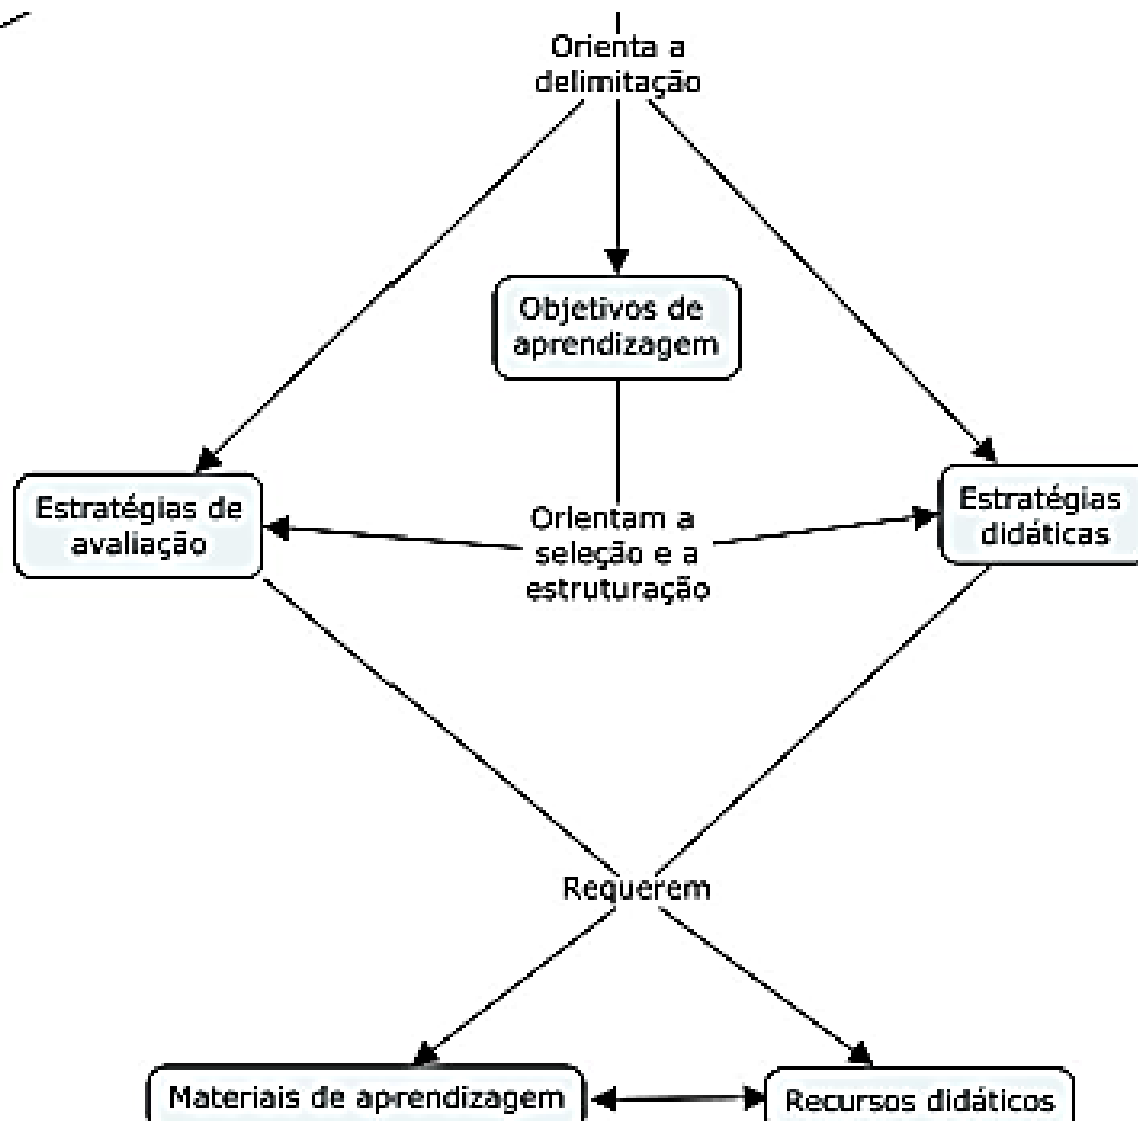 Orienta a
delimitação
Objetivos de
aprendizagem
Estratégias de
avaliação
Orientam a
seleção e a
estruturação
Estratégias
didáticas
Requerem
Materiais de aprendizagem
Recursos didáticos